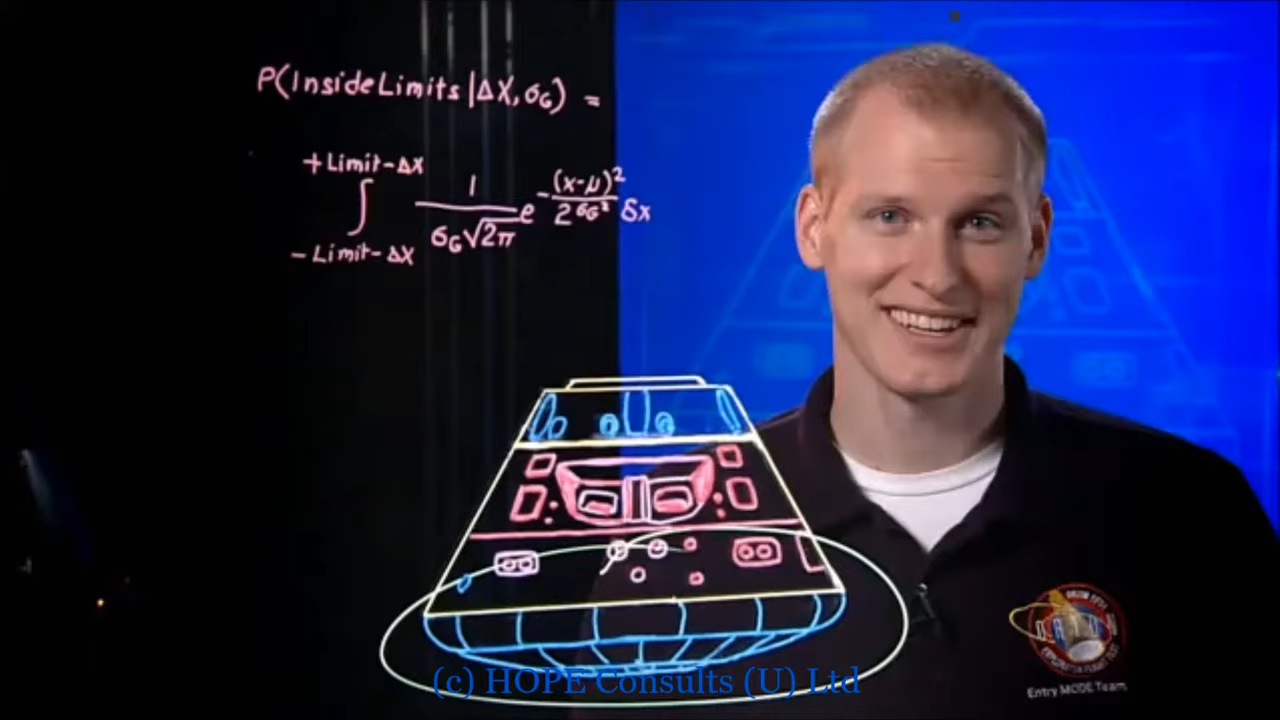 P(InsideLimits|ΔX,σG) =
+Limit-ΔX
∫ 1/(σG√2π) e^-(x-μ)²/2σG² δx
-Limit-ΔX
ORION
Entry MODE Team
(c) HOPE Consults (U) Ltd